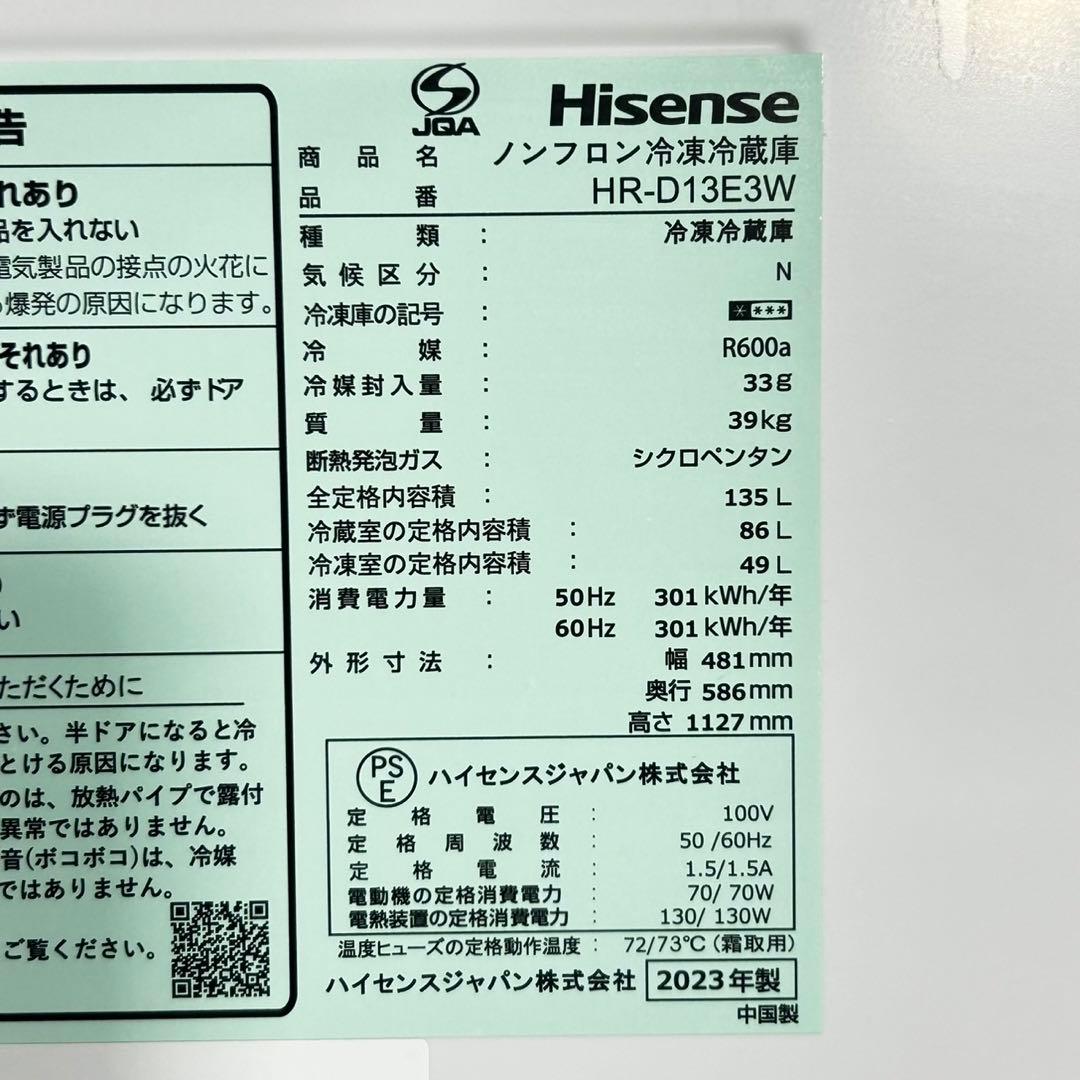 告
れあり
品を入れない
電気製品の接点の火花に
爆発の原因になります。
それあり
するときは、必ずドア
ず電源プラグを抜く
い
ただくために
さい。半ドアになると冷
とける原因になります。
のは、放熱パイプで露付
異常ではありません。
音(ボコボコ)は、冷媒
ではありません。
ご覧ください。
JQA
Hisense
商品名 ノンフロン冷凍冷蔵庫
品番 HR-D13E3W
種類 : 冷凍冷蔵庫
気候区分 : N
冷凍庫の記号 : * ***
冷媒 : R600a
冷媒封入量 : 33g
質量 : 39kg
断熱発泡ガス : シクロペンタン
全定格内容積 : 135 L
冷蔵室の定格内容積 : 86 L
冷凍室の定格内容積 : 49 L
消費電力量 : 50Hz 301kWh/年
60Hz 301kWh/年
外形寸法 : 幅 481mm
奥行 586mm
高さ 1127mm
PSE ハイセンスジャパン株式会社
定格電圧 : 100V
定格周波数 : 50/60Hz
定格電流 : 1.5/1.5A
電動機の定格消費電力 : 70/70W
電熱装置の定格消費電力 : 130/130W
温度ヒューズの定格動作温度 : 72/73℃(霜取用)
ハイセンスジャパン株式会社 2023年製
中国製